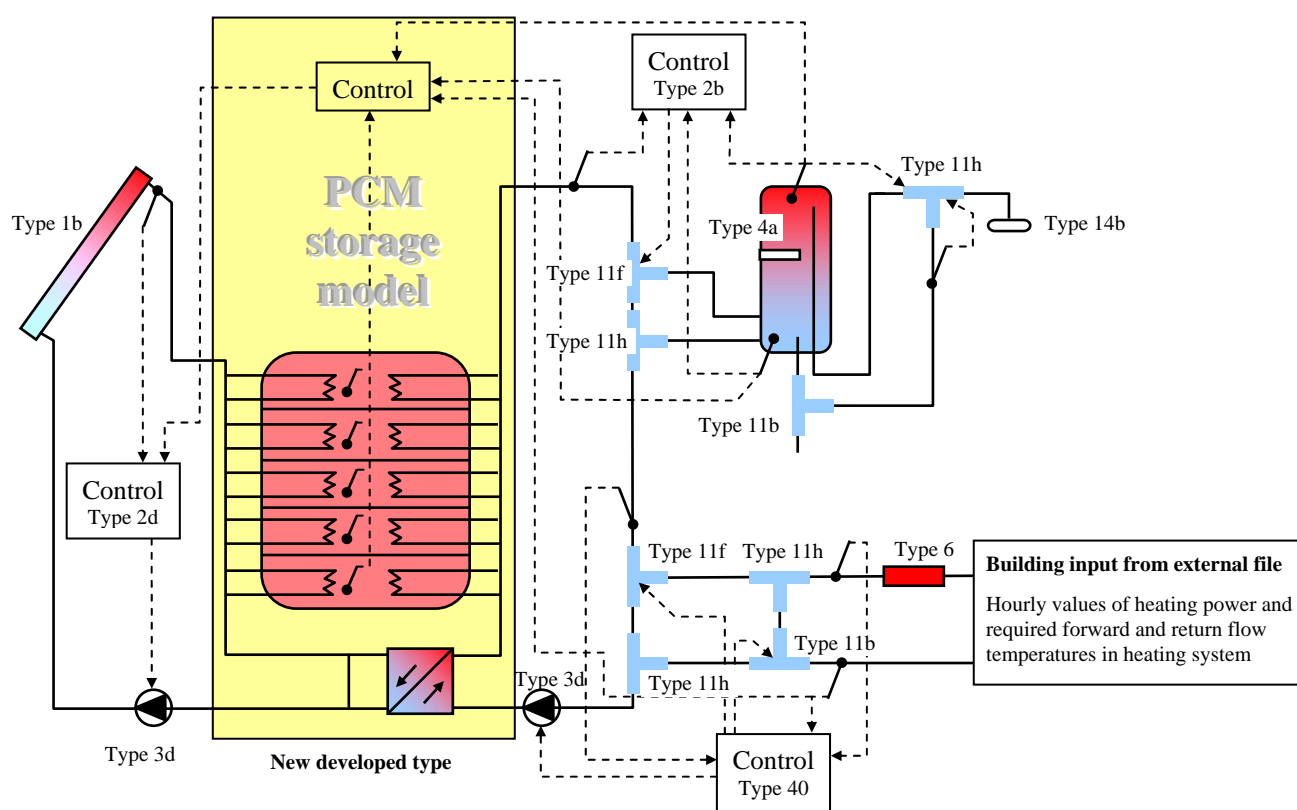 Control
Type 2b
Control
Type 11h
Type 1b
PCM
storage
model
Type 4a
Type 14b
Type 11f
Type 11h
Type 11b
Control
Type 2d
Type 11f
Type 11h
Type 6
Building input from external file
Hourly values of heating power and
required forward and return flow
temperatures in heating system
Type 11b
Type 11h
Type 3d
Type 3d
New developed type
Control
Type 40